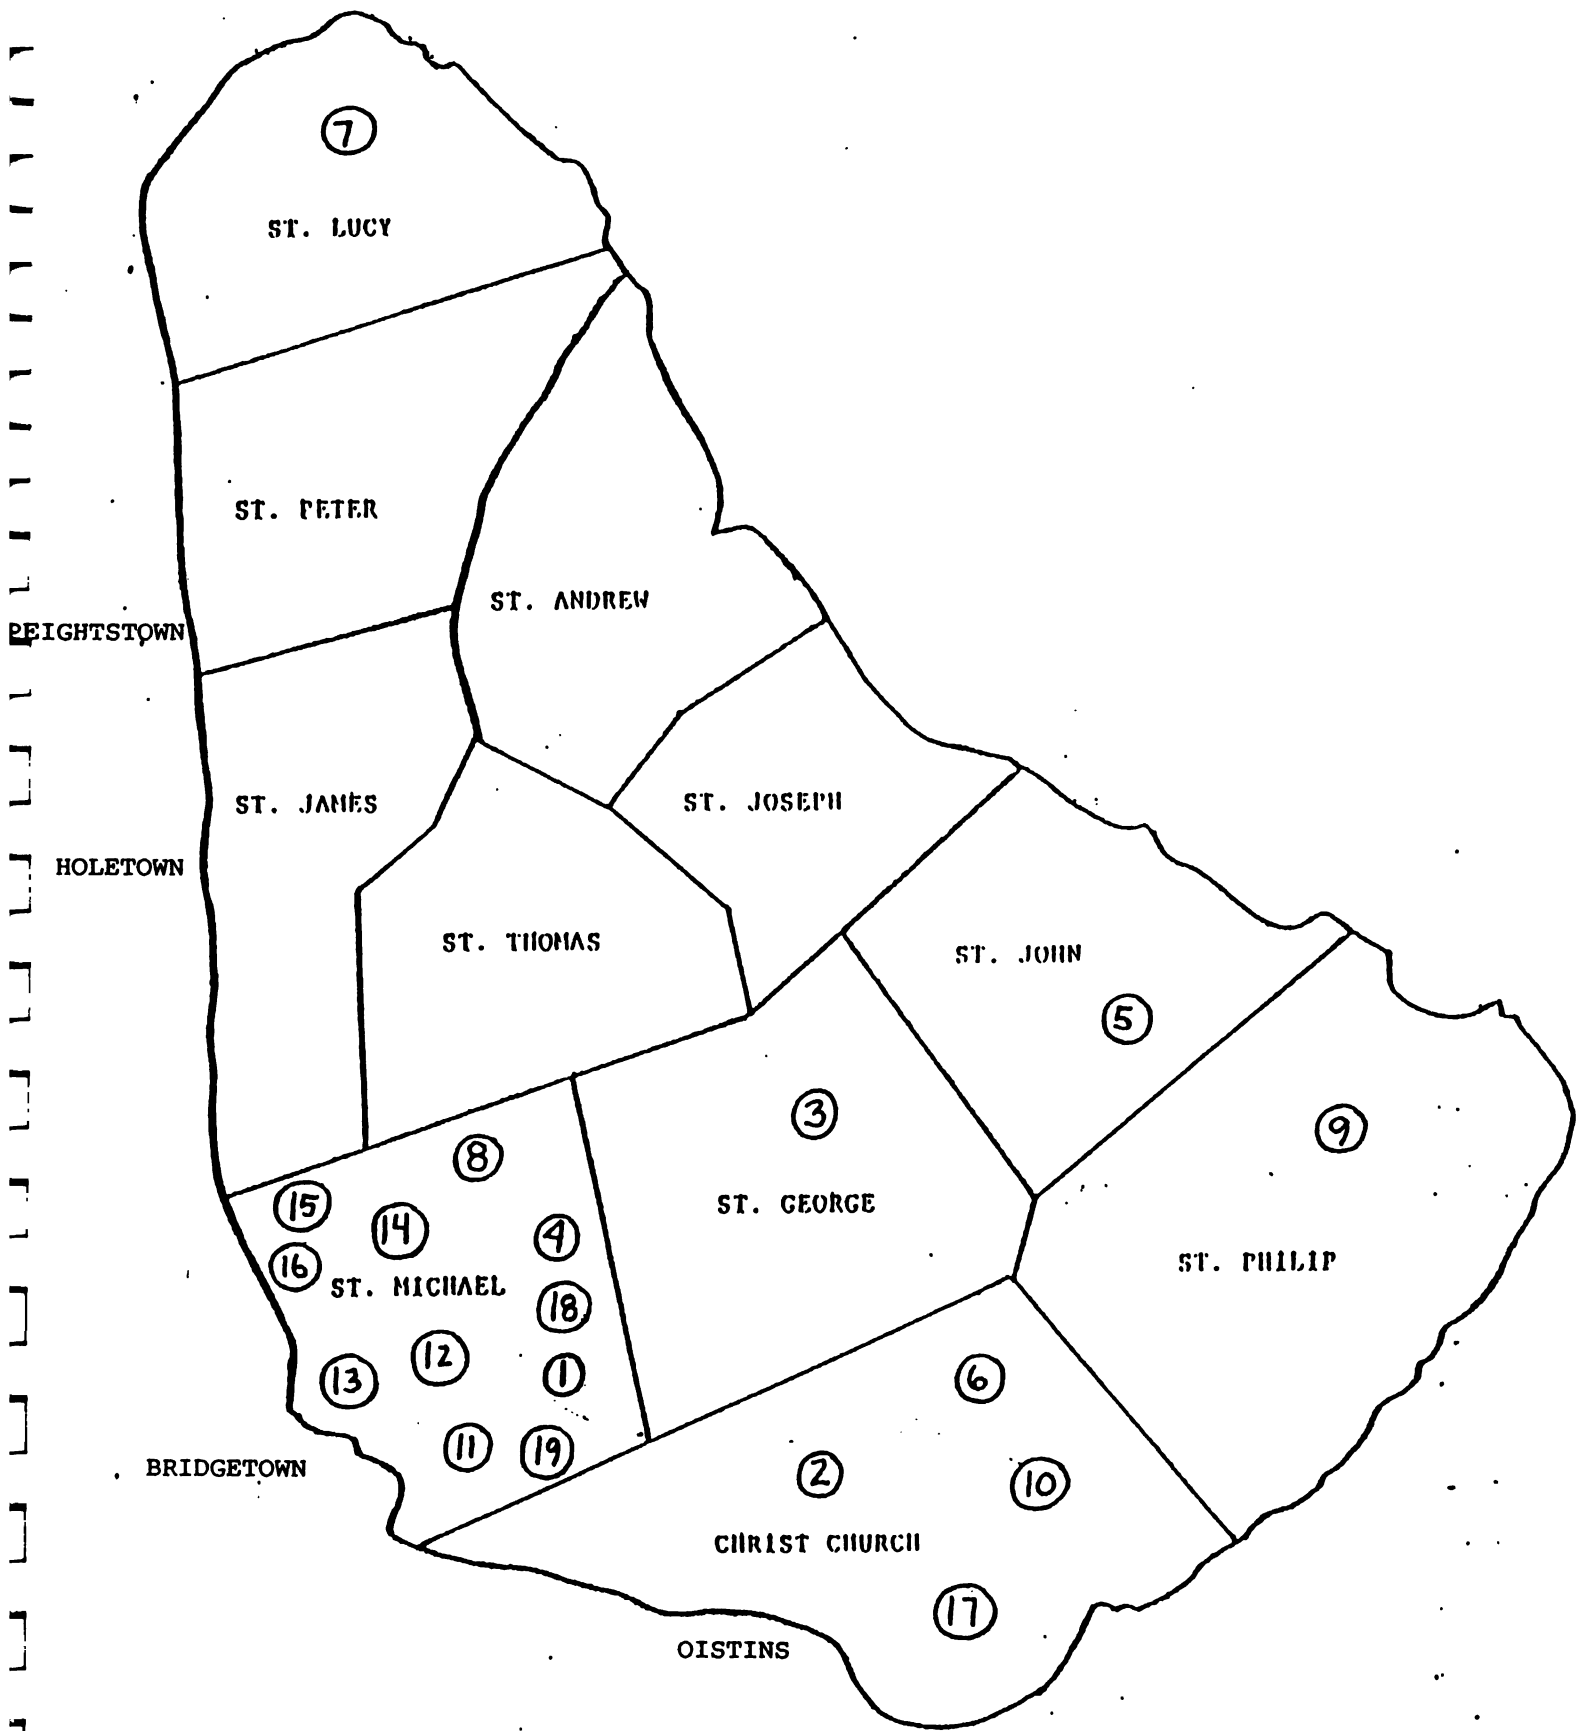 7
ST. LUCY
ST. PETER
ST. ANDREW
SPEIGHTSTOWN
ST. JAMES
ST. JOSEPH
HOLETOWN
ST. THOMAS
ST. JOHN
5
3
9
8
15
14
ST. GEORGE
4
16
ST. MICHAEL
ST. PHILIP
18
12
13
1
6
11
19
2
10
BRIDGETOWN
CHRIST CHURCH
17
OISTINS